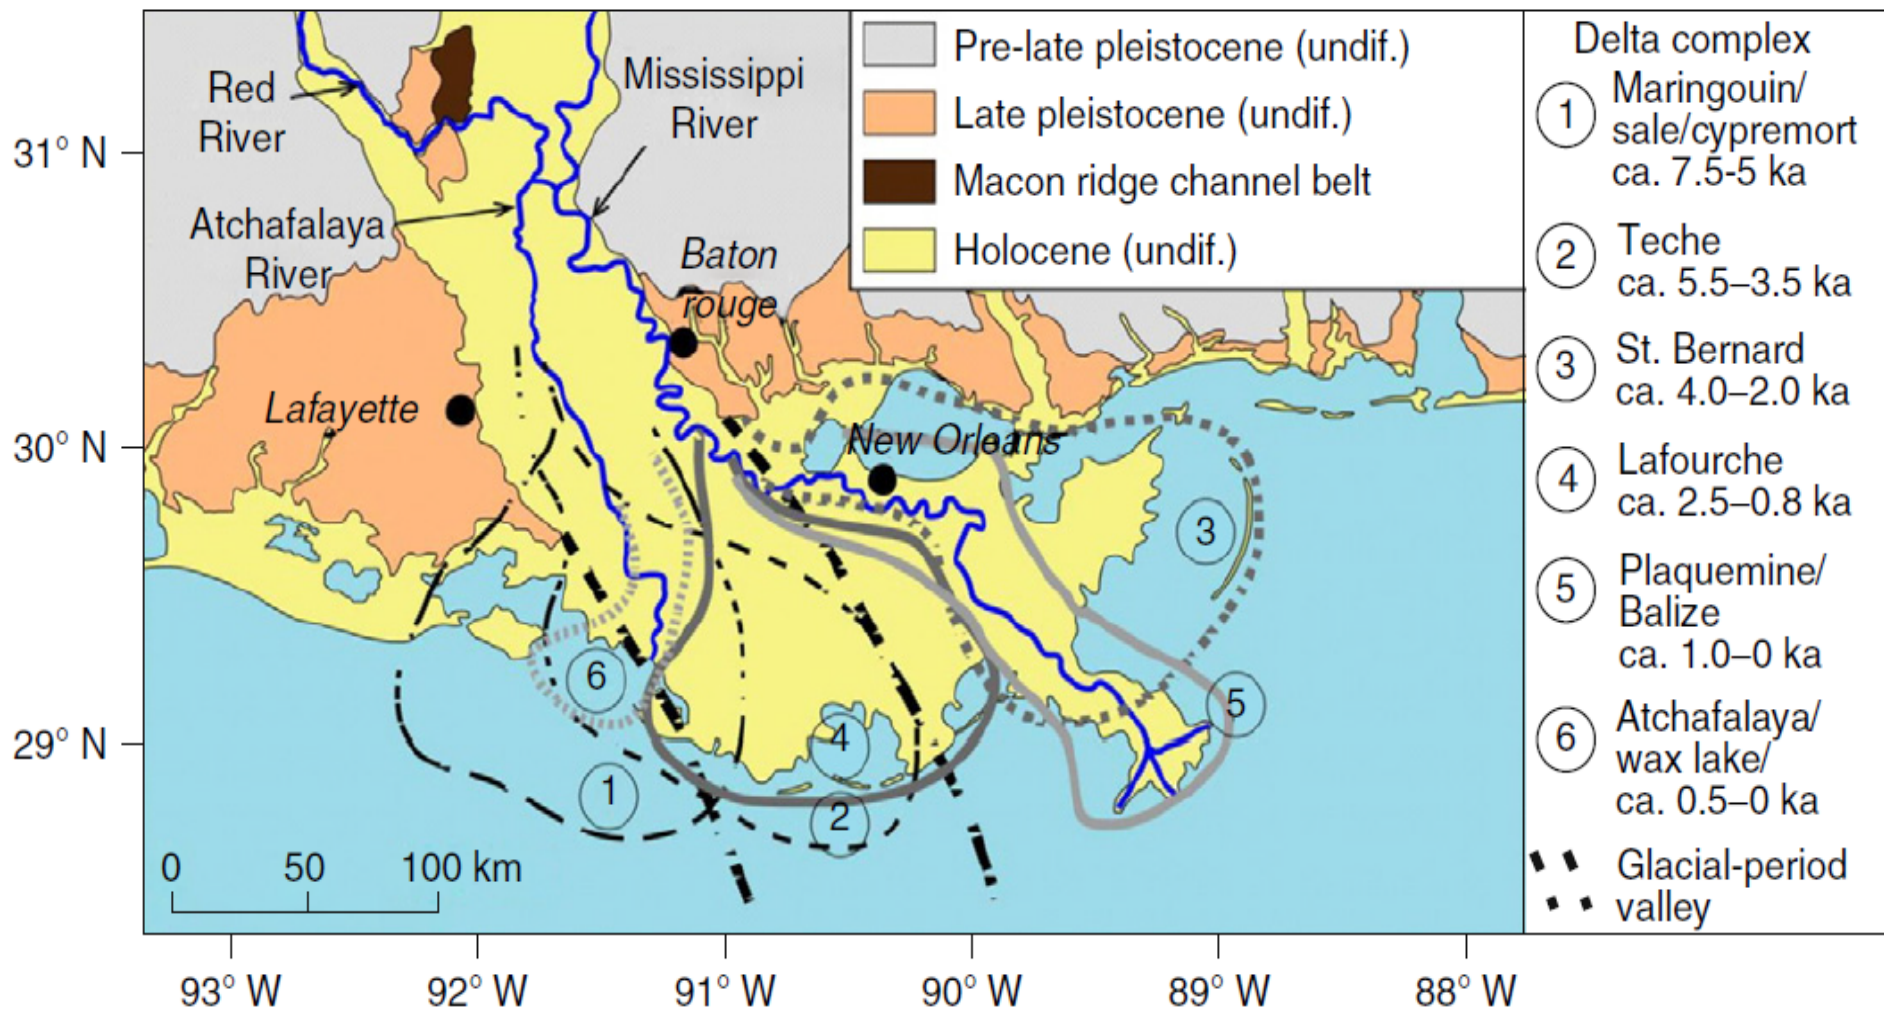 Red
River
Mississippi
River
Atchafalaya
River
Baton
rouge
Lafayette
New Orleans
31° N
30° N
29° N
93° W
92° W
91° W
90° W
89° W
88° W
0 50 100 km
1
2
3
4
5
6
Pre-late pleistocene (undif.)
Late pleistocene (undif.)
Macon ridge channel belt
Holocene (undif.)
Delta complex
1 Maringouin/
sale/cypremort
ca. 7.5-5 ka
2 Teche
ca. 5.5–3.5 ka
3 St. Bernard
ca. 4.0–2.0 ka
4 Lafourche
ca. 2.5–0.8 ka
5 Plaquemine/
Balize
ca. 1.0–0 ka
6 Atchafalaya/
wax lake/
ca. 0.5–0 ka
Glacial-period
valley